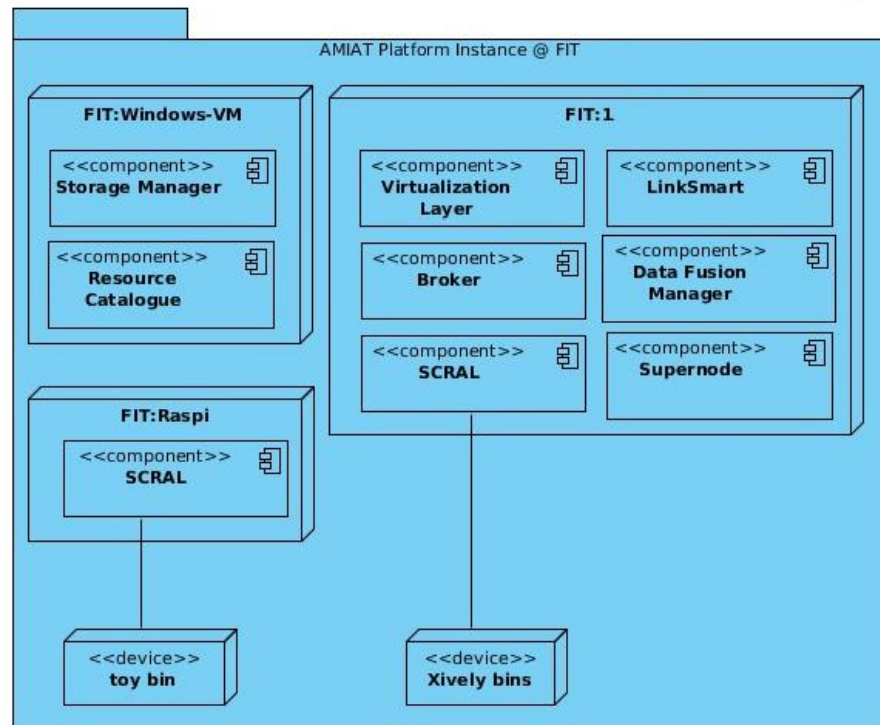 AMIAT Platform Instance @ FIT
FIT:Windows-VM
<<component>>
Storage Manager
<<component>>
Resource
Catalogue
FIT:1
<<component>>
Virtualization
Layer
<<component>>
LinkSmart
<<component>>
Broker
<<component>>
Data Fusion
Manager
<<component>>
SCRAL
<<component>>
Supernode
FIT:Raspi
<<component>>
SCRAL
<<device>>
toy bin
<<device>>
Xively bins